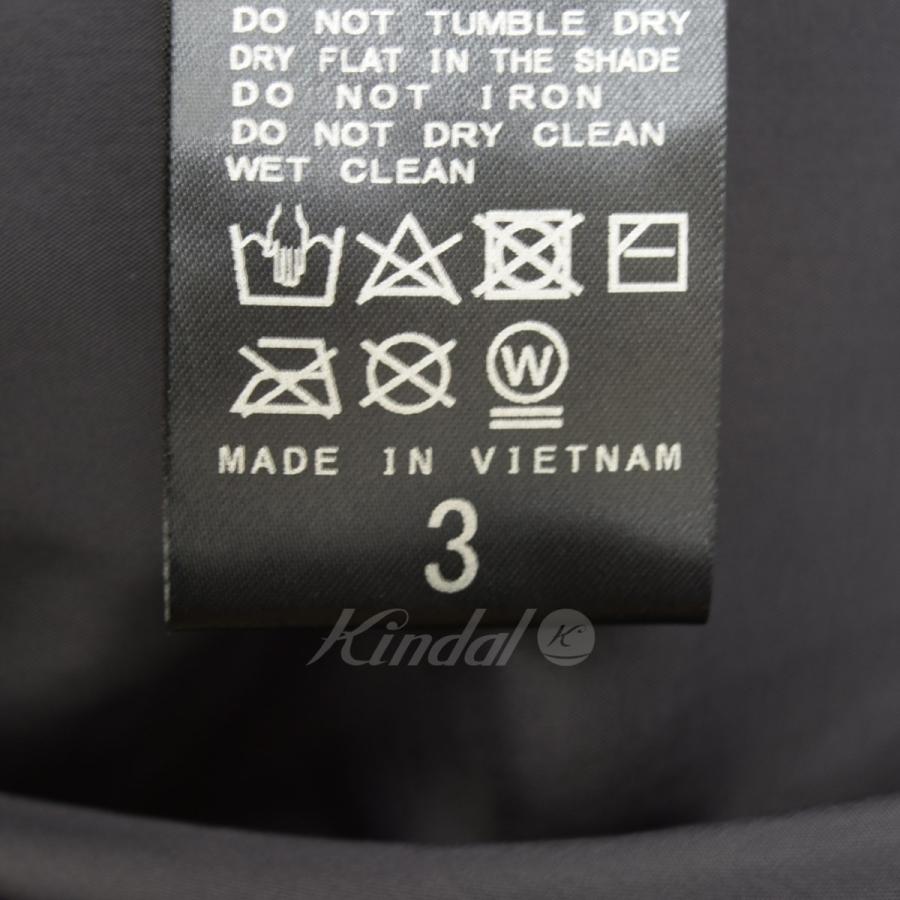 DO NOT TUMBLE DRY
DRY FLAT IN THE SHADE
DO NOT IRON
DO NOT DRY CLEAN
WET CLEAN
W
MADE IN VIETNAM
3
Kindal K